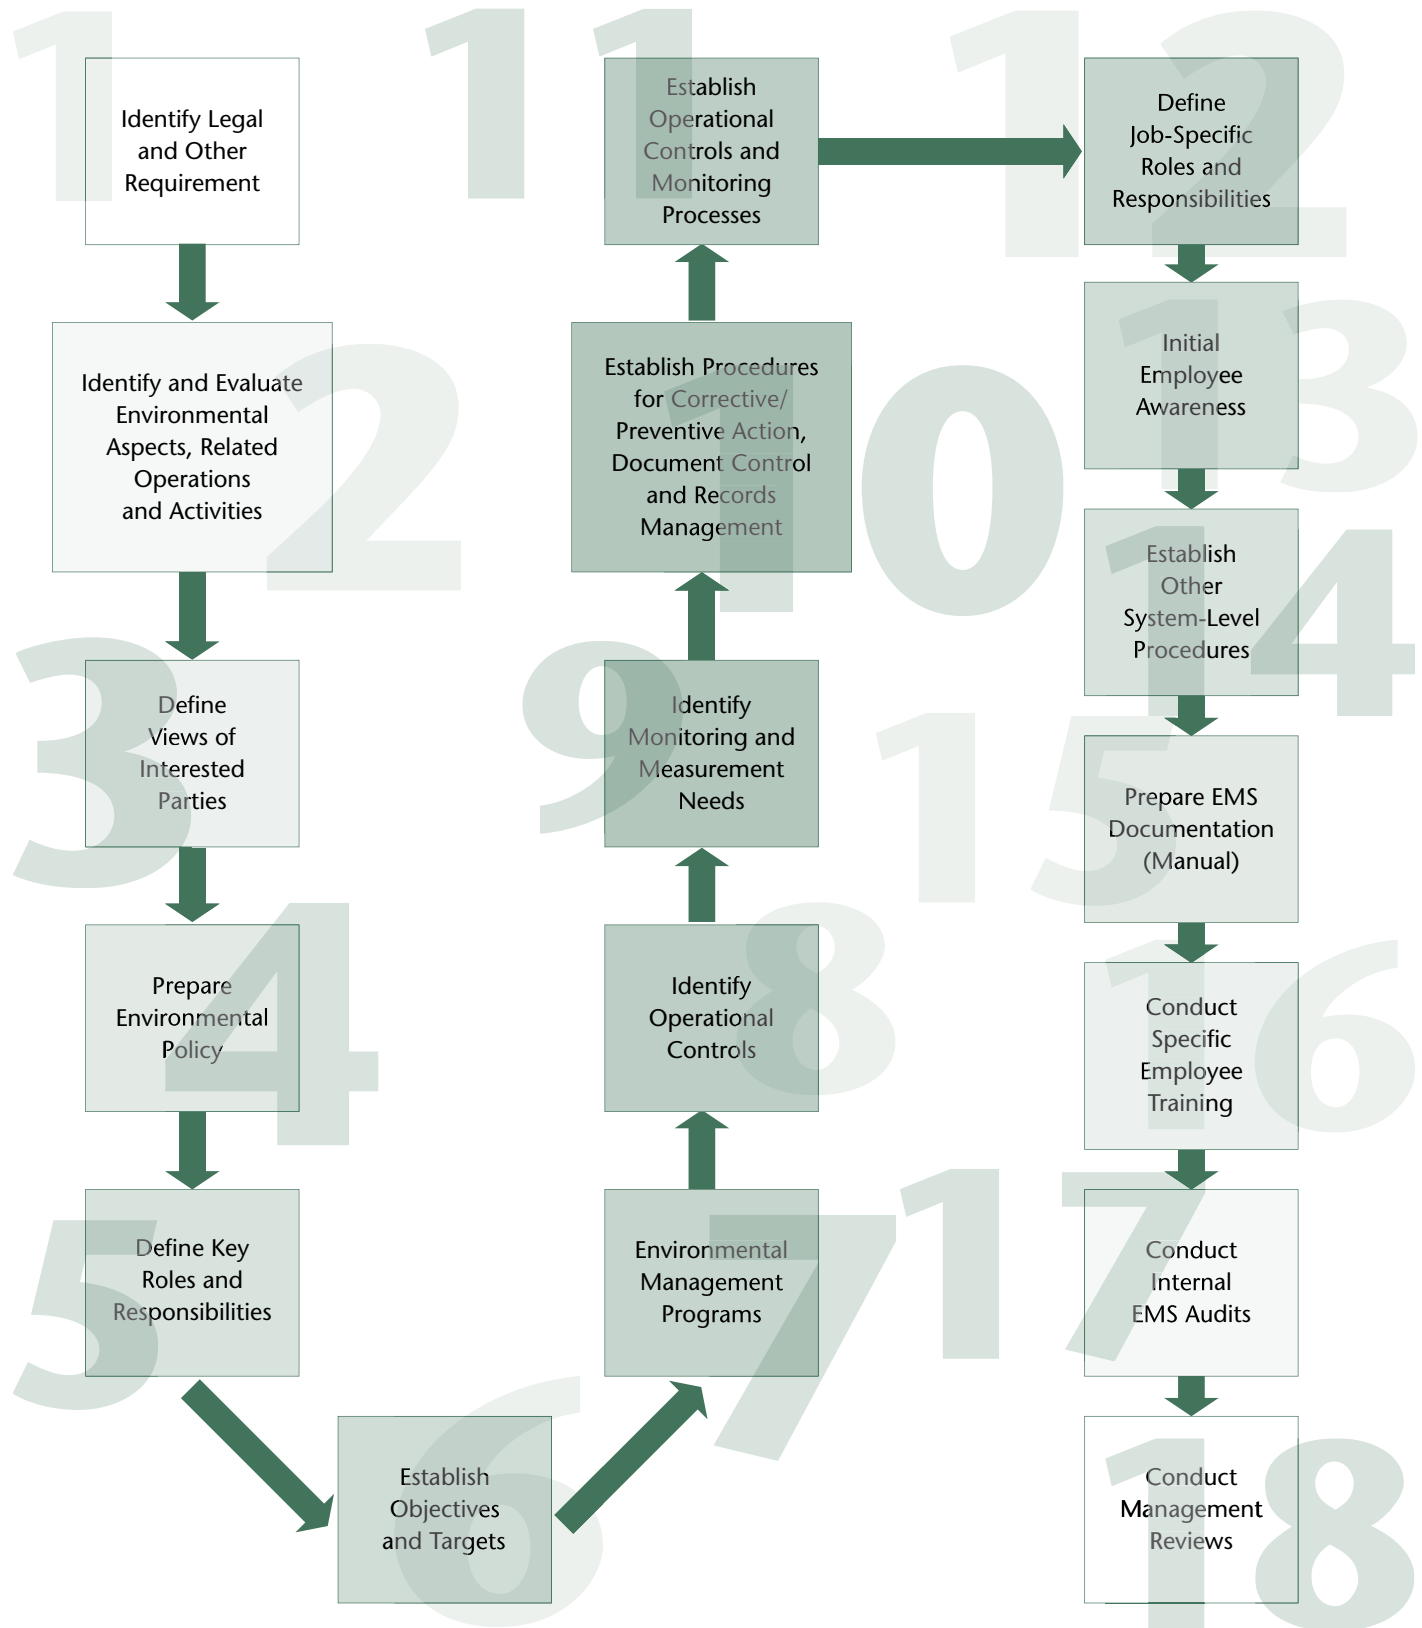 1
Identify Legal
and Other
Requirement
2
Identify and Evaluate
Environmental
Aspects, Related
Operations
and Activities
3
Define
Views of
Interested
Parties
4
Prepare
Environmental
Policy
5
Define Key
Roles and
Responsibilities
6
Establish
Objectives
and Targets
7
Environmental
Management
Programs
8
Identify
Operational
Controls
9
Identify
Monitoring and
Measurement
Needs
10
Establish Procedures
for Corrective/
Preventive Action,
Document Control
and Records
Management
11
Establish
Operational
Controls and
Monitoring
Processes
12
Define
Job-Specific
Roles and
Responsibilities
13
Initial
Employee
Awareness
14
Establish
Other
System-Level
Procedures
15
Prepare EMS
Documentation
(Manual)
16
Conduct
Specific
Employee
Training
17
Conduct
Internal
EMS Audits
18
Conduct
Management
Reviews